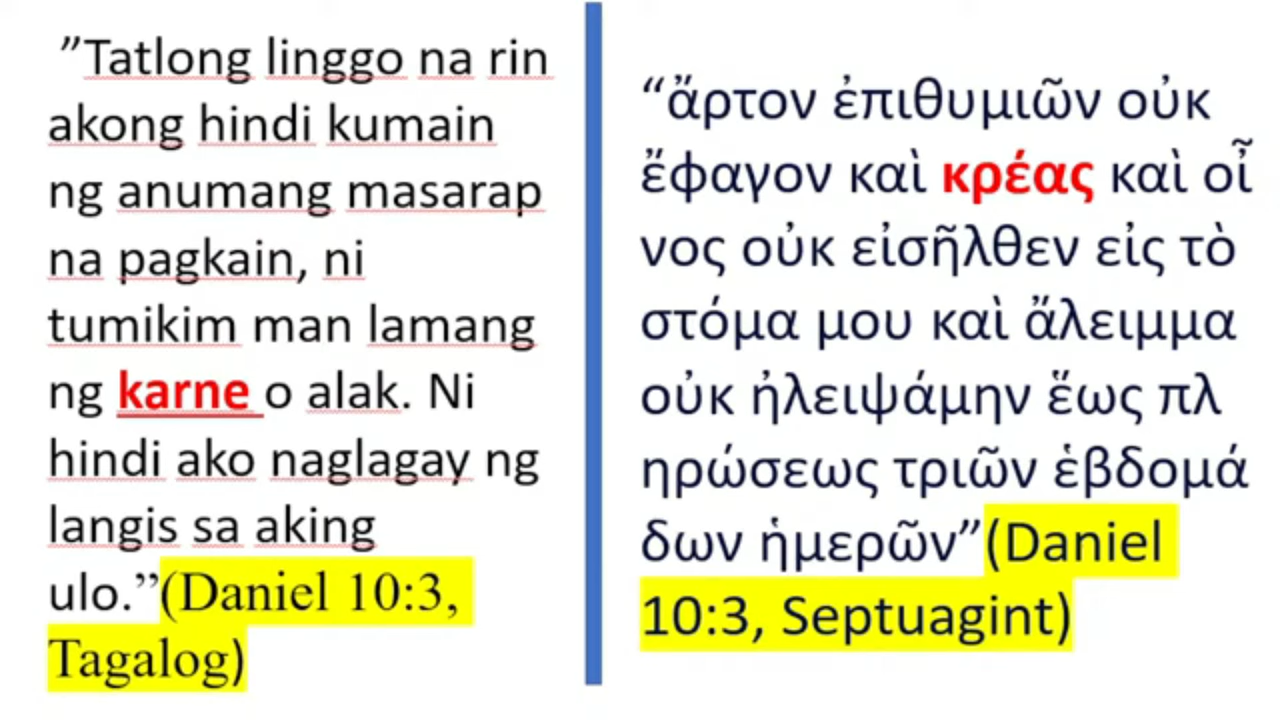 ”Tatlong linggo na rin
akong hindi kumain
ng anumang masarap
na pagkain, ni
tumikim man lamang
ng karne o alak. Ni
hindi ako naglagay ng
langis sa aking
ulo.”(Daniel 10:3,
Tagalog)
“ἄρτον ἐπιθυμιῶν οὐκ
ἔφαγον καὶ κρέας καὶ οἶ
νος οὐκ εἰσῆλθεν εἰς τὸ
στόμα μου καὶ ἄλειμμα
οὐκ ἠλειψάμην ἕως πλ
ηρώσεως τριῶν ἑβδομά
δων ἡμερῶν”(Daniel
10:3, Septuagint)